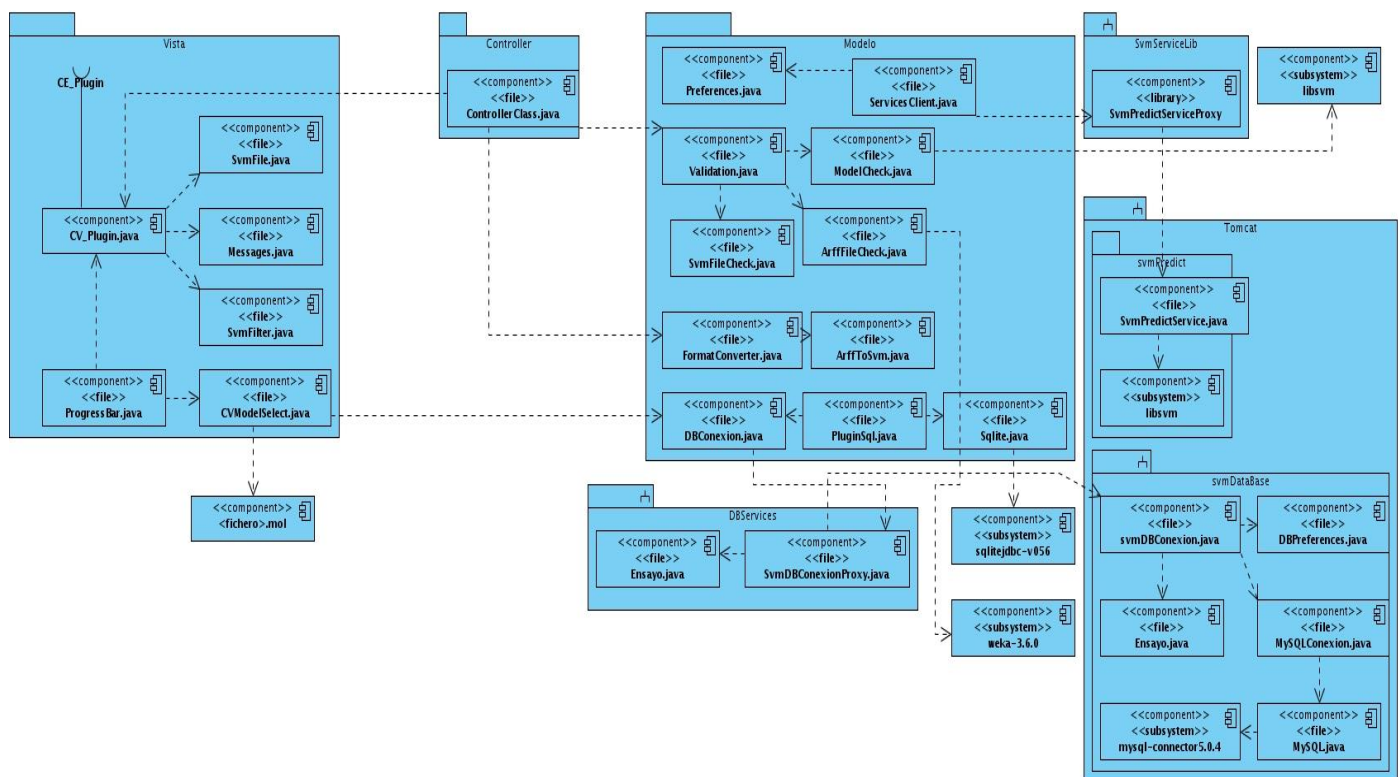 Vista
CE_Plugin
<<component>>
<<file>>
SvmFile.java
<<component>>
CV_Plugin.java
<<component>>
<<file>>
Messages.java
<<component>>
<<file>>
SvmFilter.java
<<component>>
<<file>>
ProgressBar.java
<<component>>
<<file>>
CVModelSelect.java
<<component>>
<fichero>.mol
Controller
<<component>>
<<file>>
ControllerClass.java
Modelo
<<component>>
<<file>>
Preferences.java
<<component>>
<<file>>
ServicesClient.java
<<component>>
<<file>>
Validation.java
<<component>>
<<file>>
ModelCheck.java
<<component>>
<<file>>
SvmFileCheck.java
<<component>>
<<file>>
ArffFileCheck.java
<<component>>
<<file>>
FormatConverter.java
<<component>>
<<file>>
ArffToSvm.java
<<component>>
<<file>>
DBConexion.java
<<component>>
<<file>>
PluginSql.java
<<component>>
<<file>>
Sqlite.java
DBServices
<<component>>
<<file>>
Ensayo.java
<<component>>
<<file>>
SvmDBConexionProxy.java
<<component>>
<<subsystem>>
sqlitejdbc-v056
<<component>>
<<subsystem>>
weka-3.6.0
SvmServiceLib
<<component>>
<<library>>
SvmPredictServiceProxy
<<component>>
<<subsystem>>
libsvm
Tomcat
svmPredict
<<component>>
<<file>>
SvmPredictService.java
<<component>>
<<subsystem>>
libsvm
svmDataBase
<<component>>
<<file>>
svmDBConexion.java
<<component>>
<<file>>
DBPreferences.java
<<component>>
<<file>>
Ensayo.java
<<component>>
<<file>>
MySQLConexion.java
<<component>>
<<subsystem>>
mysql-connector5.0.4
<<component>>
<<file>>
MySQL.java